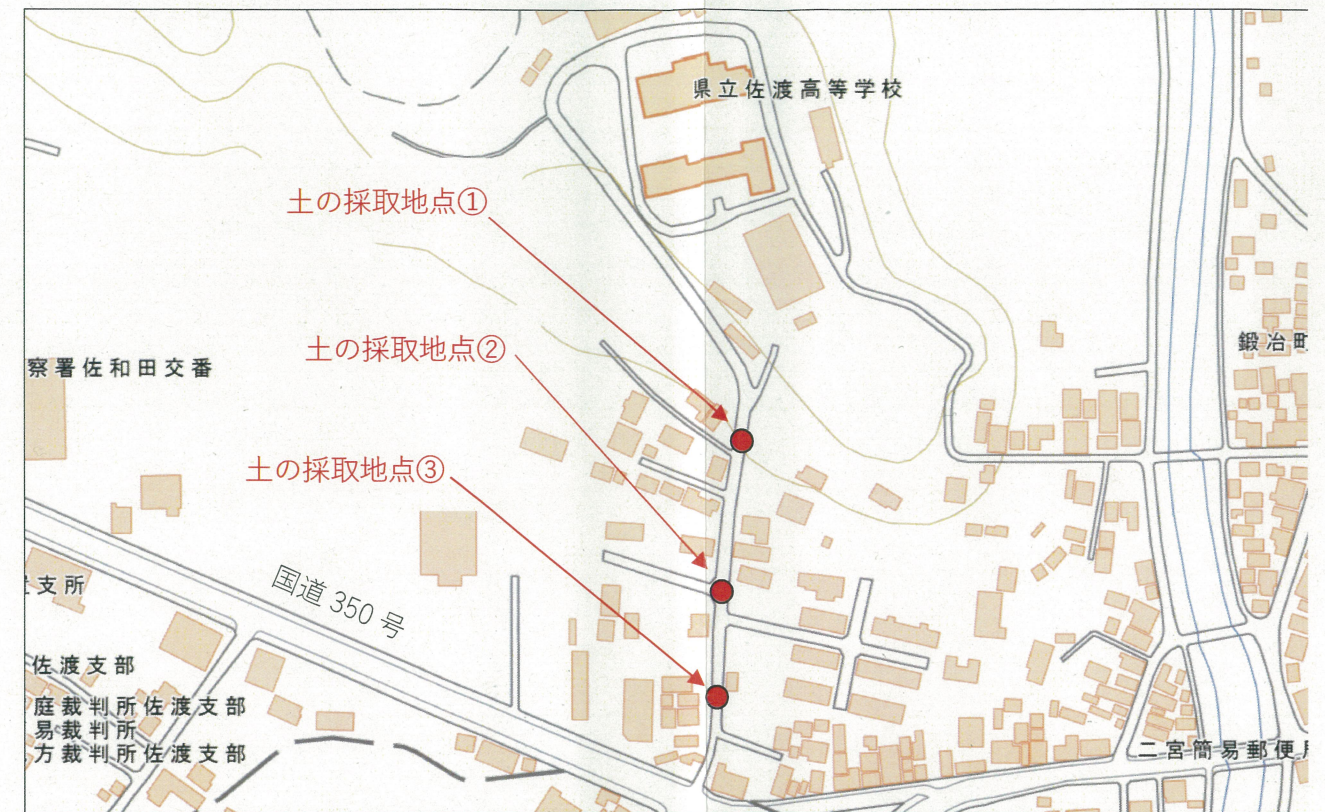 県立佐渡高等学校
土の採取地点①
土の採取地点②
鍛冶町
察署佐和田交番
土の採取地点③
国道 350 号
支所
佐渡支部
庭裁判所佐渡支部
易裁判所
方裁判所佐渡支部
二宮簡易郵便局